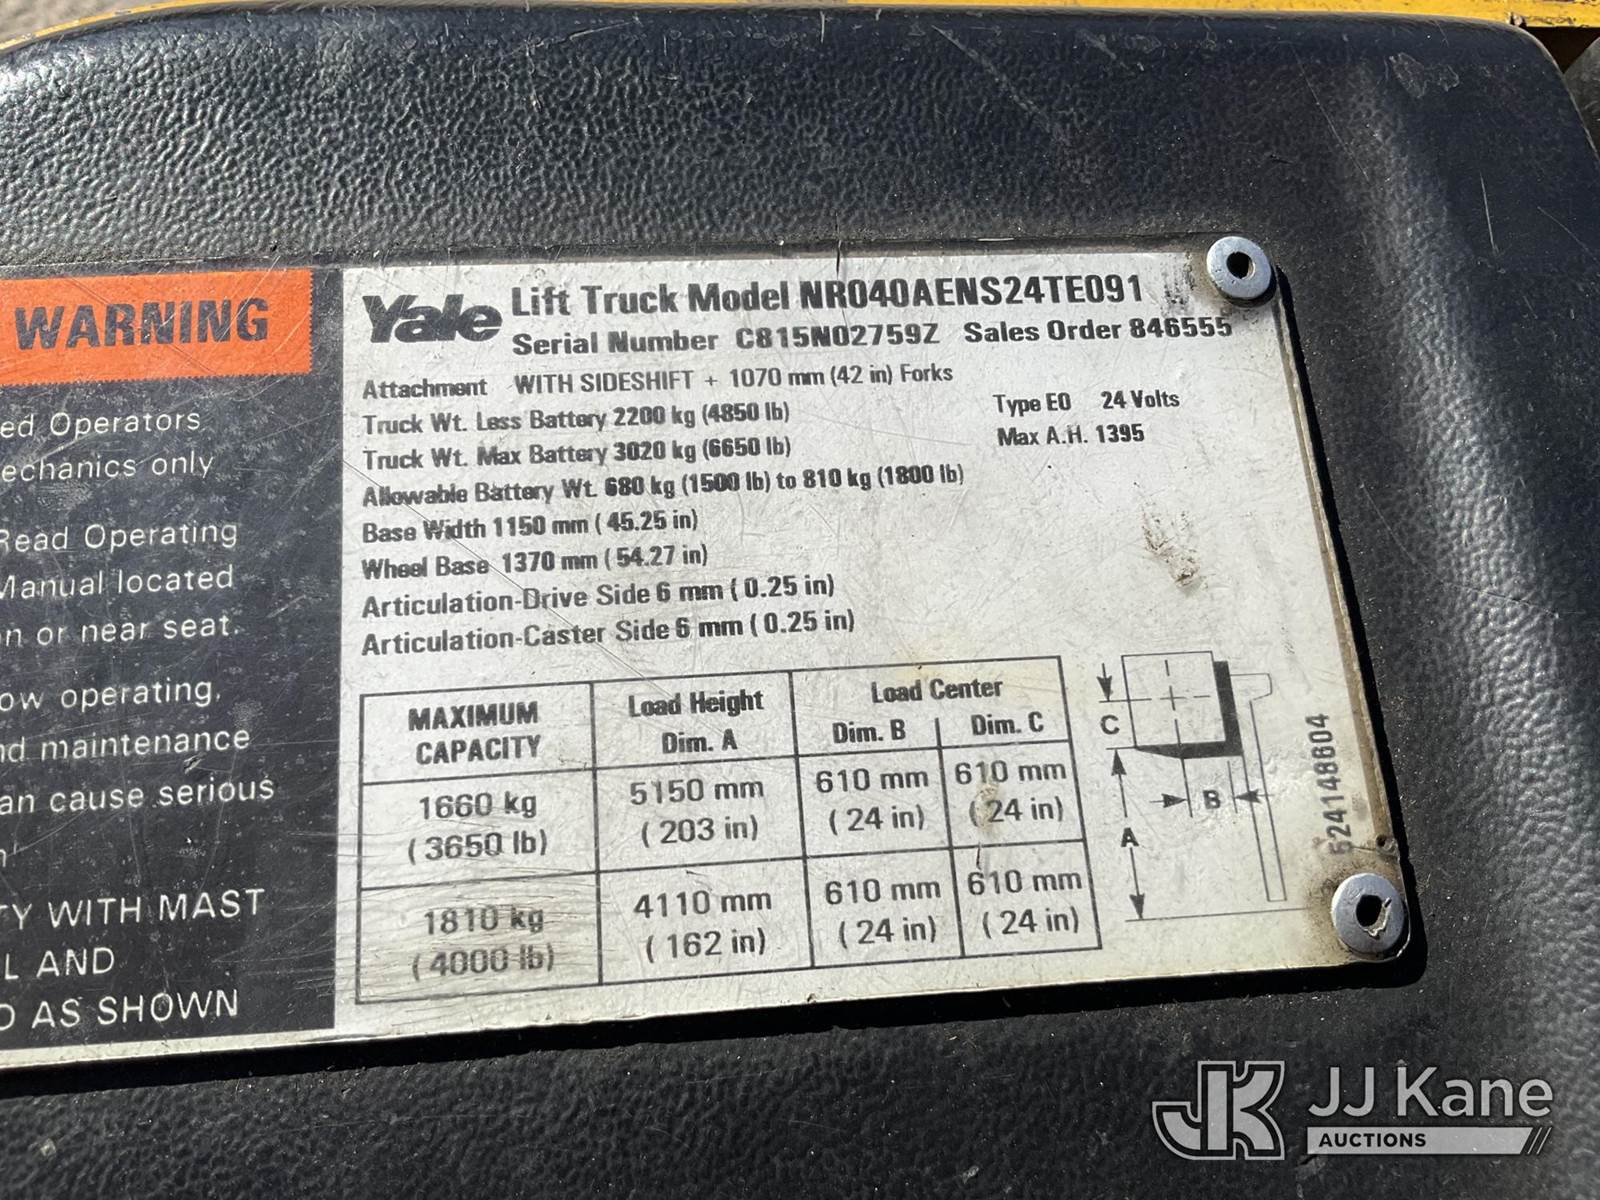 WARNING
ed Operators
echanics only
Read Operating
Manual located
n or near seat.
ow operating,
nd maintenance
an cause serious
TY WITH MAST
L AND
D AS SHOWN
Yale Lift Truck Model NR040AENS24TE091
Serial Number C815N02759Z Sales Order 846555
Attachment WITH SIDESHIFT + 1070 mm (42 in) Forks
Truck Wt. Less Battery 2200 kg (4850 lb) Type EO 24 Volts
Truck Wt. Max Battery 3020 kg (6650 lb) Max A.H. 1395
Allowable Battery Wt. 680 kg (1500 lb) to 810 kg (1800 lb)
Base Width 1150 mm ( 45.25 in)
Wheel Base 1370 mm ( 54.27 in)
Articulation-Drive Side 6 mm ( 0.25 in)
Articulation-Caster Side 6 mm ( 0.25 in)
MAXIMUM CAPACITY Load Height Dim. A Load Center Dim. B Dim. C
1660 kg 5150 mm 610 mm 610 mm
( 3650 lb) ( 203 in) ( 24 in) ( 24 in)
1810 kg 4110 mm 610 mm 610 mm
( 4000 lb) ( 162 in) ( 24 in) ( 24 in)
C
B
A
524148604
JK JJ Kane
AUCTIONS